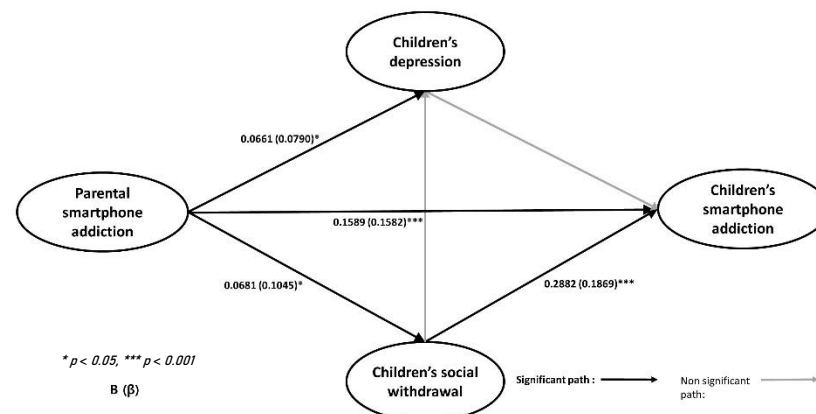 Children's
depression
0.0661 (0.0790)*
Parental
smartphone
addiction
0.1589 (0.1582)***
Children's
smartphone
addiction
0.0681 (0.1045)*
0.2882 (0.1869)***
* p < 0.05, *** p < 0.001
B (β)
Children's social
withdrawal
Significant path :
Non significant
path: